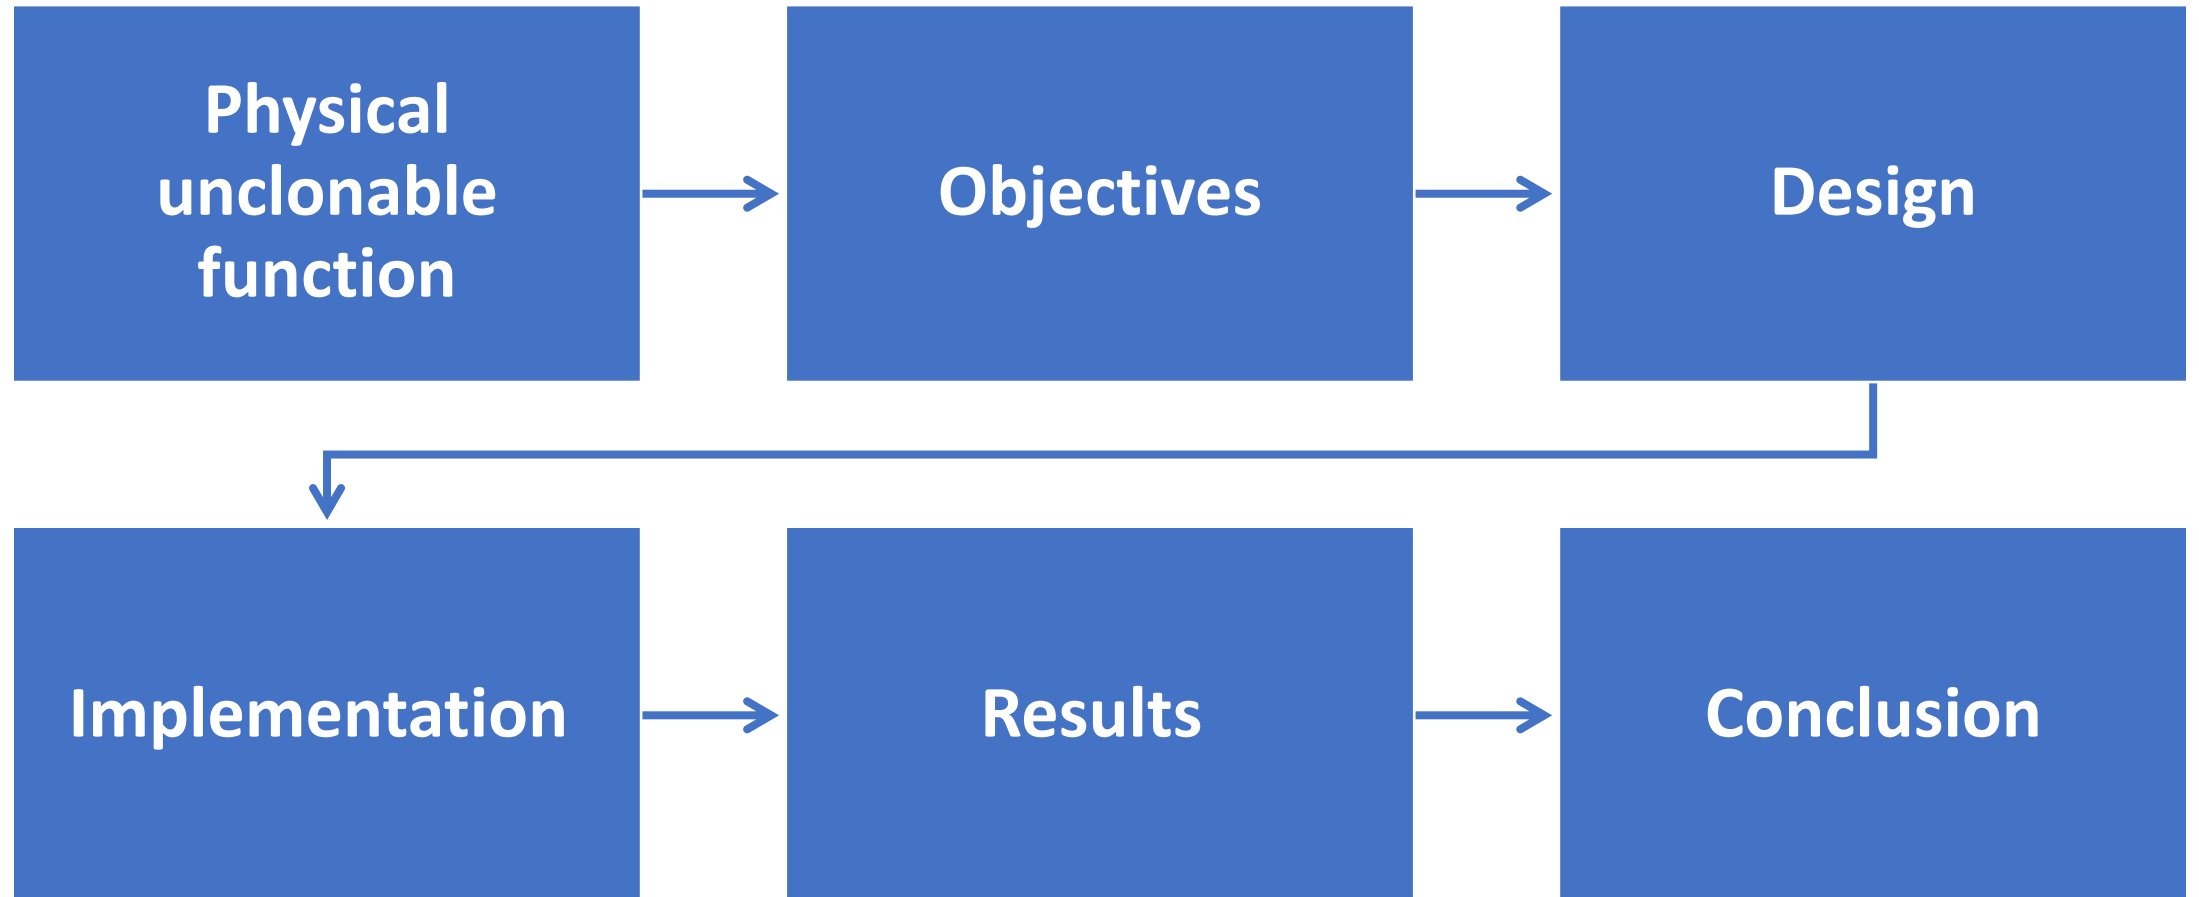 Physical
unclonable
function
Objectives
Design
Implementation
Results
Conclusion